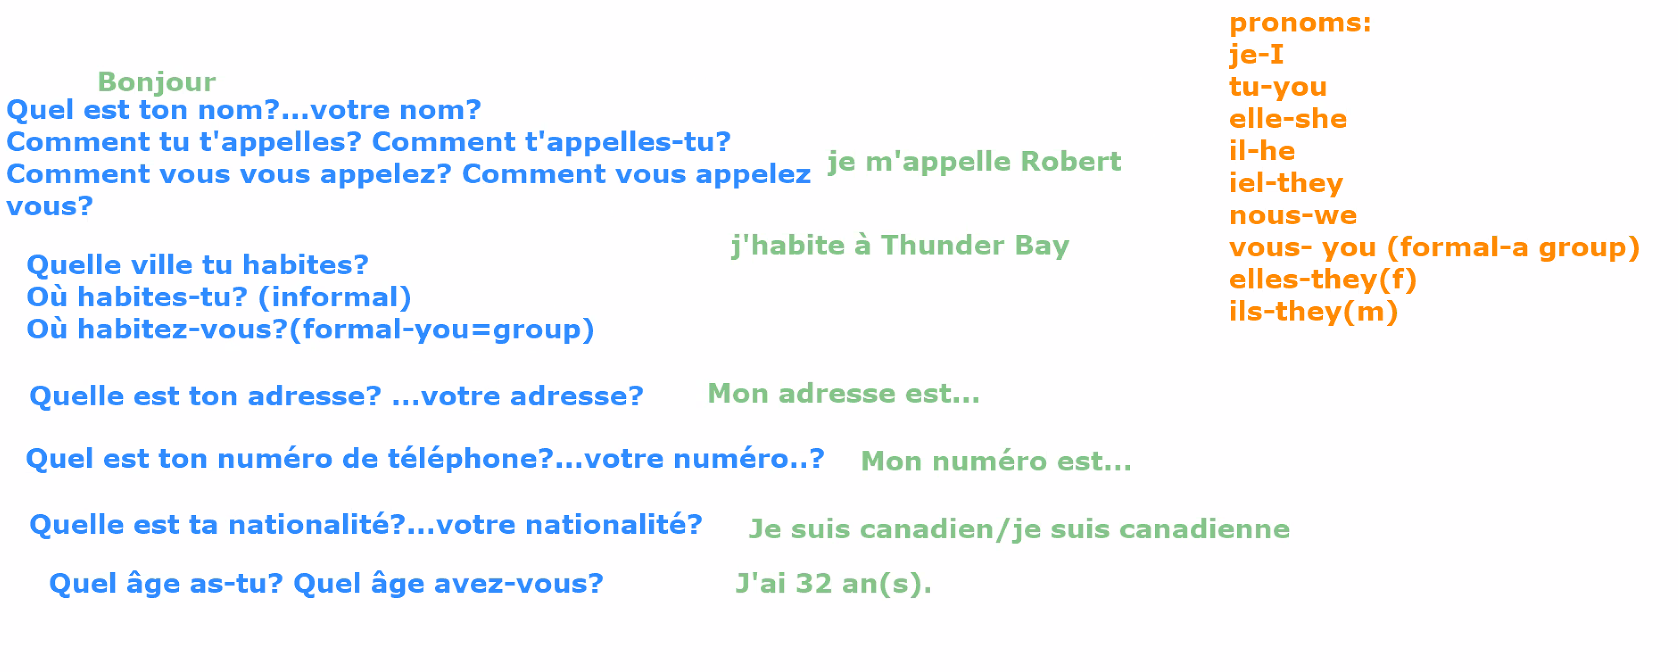 Bonjour
Quel est ton nom?...votre nom?
Comment tu t'appelles? Comment t'appelles-tu?
Comment vous vous appelez? Comment vous appelez
vous?
je m'appelle Robert
Quelle ville tu habites?
Où habites-tu? (informal)
Où habitez-vous?(formal-you=group)
j'habite à Thunder Bay
Quelle est ton adresse? ...votre adresse?
Mon adresse est...
Quel est ton numéro de téléphone?...votre numéro..?
Mon numéro est...
Quelle est ta nationalité?...votre nationalité?
Je suis canadien/je suis canadienne
Quel âge as-tu? Quel âge avez-vous?
J'ai 32 an(s).
pronoms:
je-I
tu-you
elle-she
il-he
iel-they
nous-we
vous- you (formal-a group)
elles-they(f)
ils-they(m)